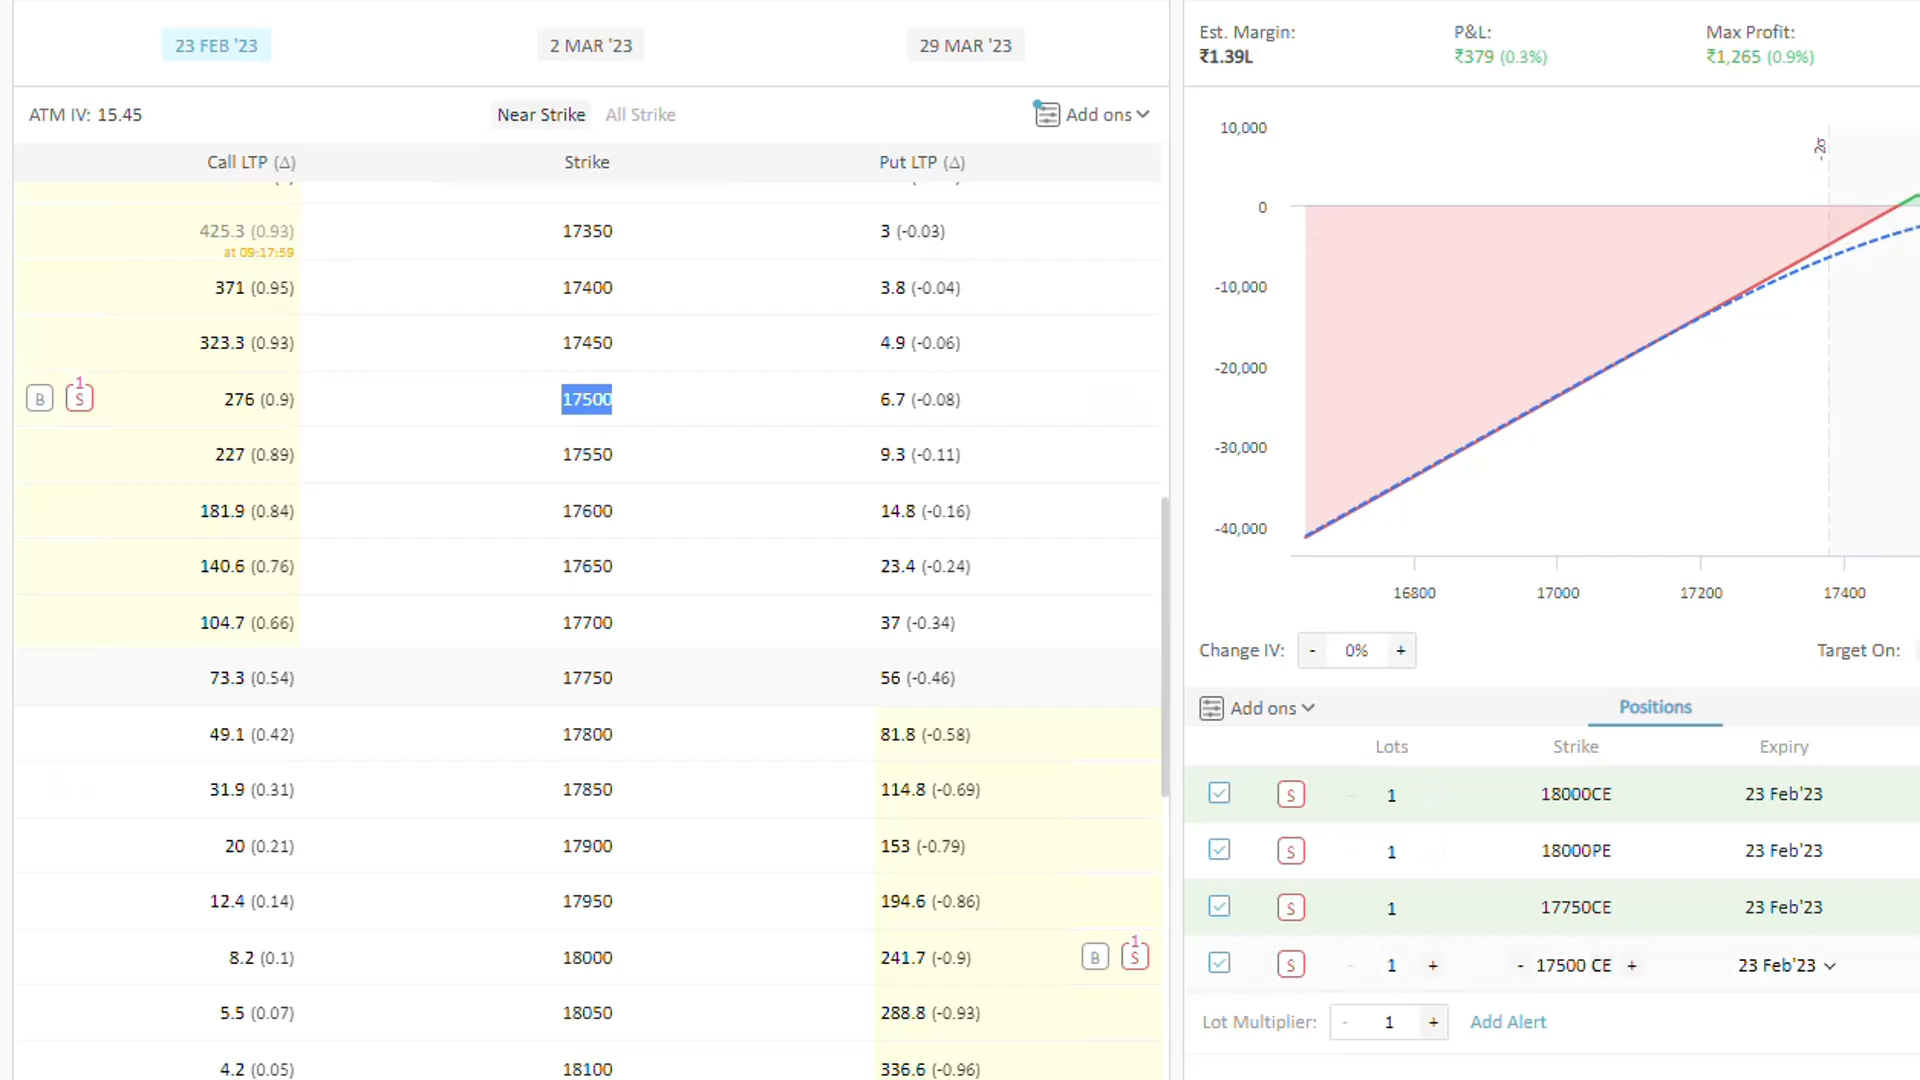 23 FEB '23
2 MAR '23
29 MAR '23
ATM IV: 15.45
Near Strike
All Strike
Add ons
Call LTP (Δ)
Strike
Put LTP (Δ)
425.3 (0.93)
at 09:17:59
17350
3 (-0.03)
371 (0.95)
17400
3.8 (-0.04)
323.3 (0.93)
17450
4.9 (-0.06)
B
1
S
276 (0.9)
17500
6.7 (-0.08)
227 (0.89)
17550
9.3 (-0.11)
181.9 (0.84)
17600
14.8 (-0.16)
140.6 (0.76)
17650
23.4 (-0.24)
104.7 (0.66)
17700
37 (-0.34)
73.3 (0.54)
17750
56 (-0.46)
49.1 (0.42)
17800
81.8 (-0.58)
31.9 (0.31)
17850
114.8 (-0.69)
20 (0.21)
17900
153 (-0.79)
12.4 (0.14)
17950
194.6 (-0.86)
8.2 (0.1)
18000
241.7 (-0.9)
B
1
S
5.5 (0.07)
18050
288.8 (-0.93)
4.2 (0.05)
18100
336.6 (-0.96)
Est. Margin:
₹1.39L
P&L:
₹379 (0.3%)
Max Profit:
₹1,265 (0.9%)
10,000
0
-10,000
-20,000
-30,000
-40,000
-2σ
16800
17000
17200
17400
Change IV:
- 0% +
Target On:
Add ons
Positions
Lots
Strike
Expiry
S
1
18000CE
23 Feb'23
S
1
18000PE
23 Feb'23
S
1
17750CE
23 Feb'23
S
- 1 +
- 17500 CE +
23 Feb'23
Lot Multiplier:
- 1 +
Add Alert